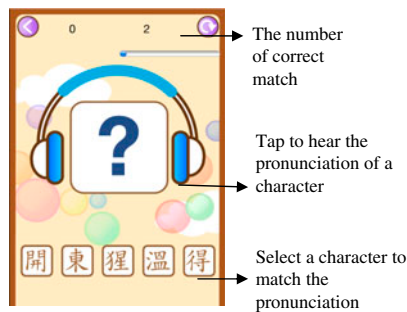 0 2
The number
of correct
match
?
Tap to hear the
pronunciation of a
character
開 東 猩 溫 得
Select a character to
match the
pronunciation